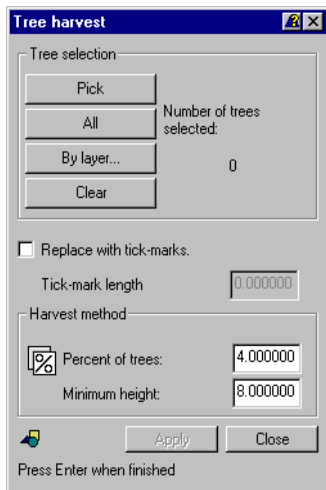 Tree harvest
Tree selection
Pick
All
By layer...
Clear
Number of trees
selected:
0
Replace with tick-marks.
Tick-mark length 0.000000
Harvest method
Percent of trees: 4.000000
Minimum height: 8.000000
Apply Close
Press Enter when finished